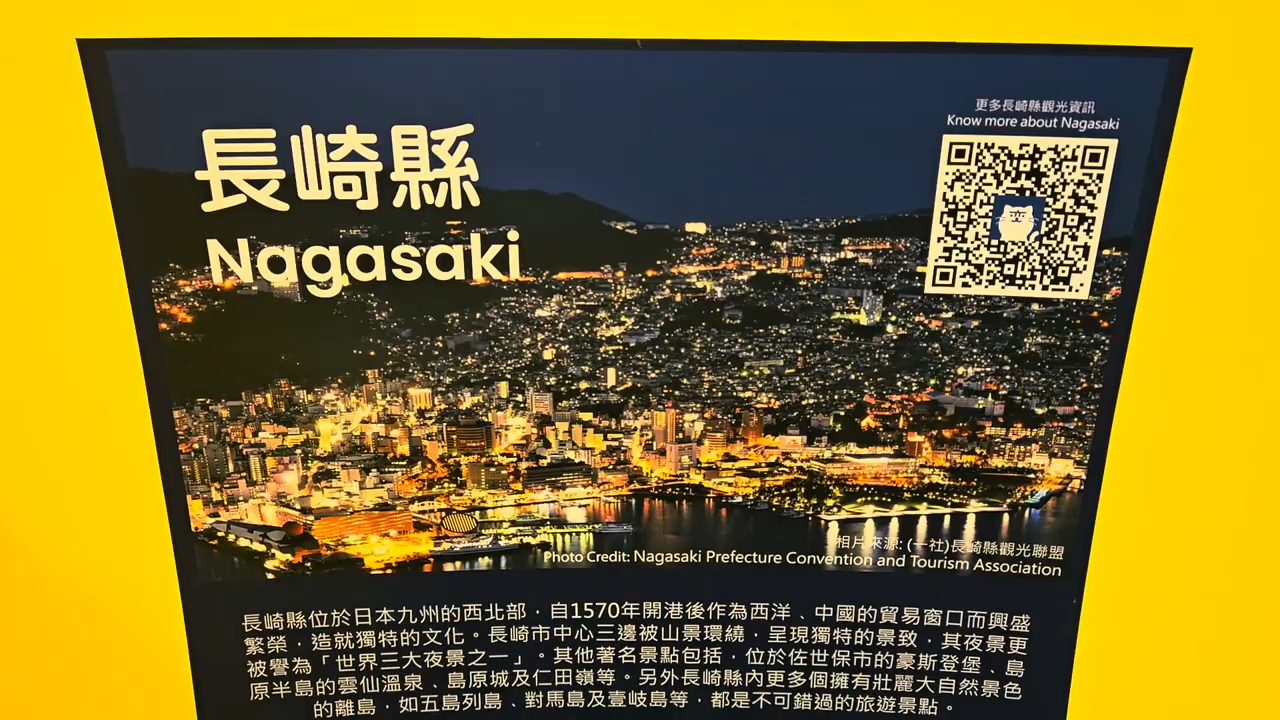 更多長崎縣觀光資訊
Know more about Nagasaki
長崎縣
Nagasaki
相片來源: (一社)長崎縣觀光聯盟
Photo Credit: Nagasaki Prefecture Convention and Tourism Association
長崎縣位於日本九州的西北部，自1570年開港後作為西洋、中國的貿易窗口而興盛
繁榮，造就獨特的文化。長崎市中心三邊被山景環繞，呈現獨特的景致，其夜景更
被譽為「世界三大夜景之一」。其他著名景點包括，位於佐世保市的豪斯登堡、島
原半島的雲仙溫泉、島原城及仁田嶺等。另外長崎縣內更多個擁有壯麗大自然景色
的離島，如五島列島、對馬島及壹岐島等，都是不可錯過的旅遊景點。